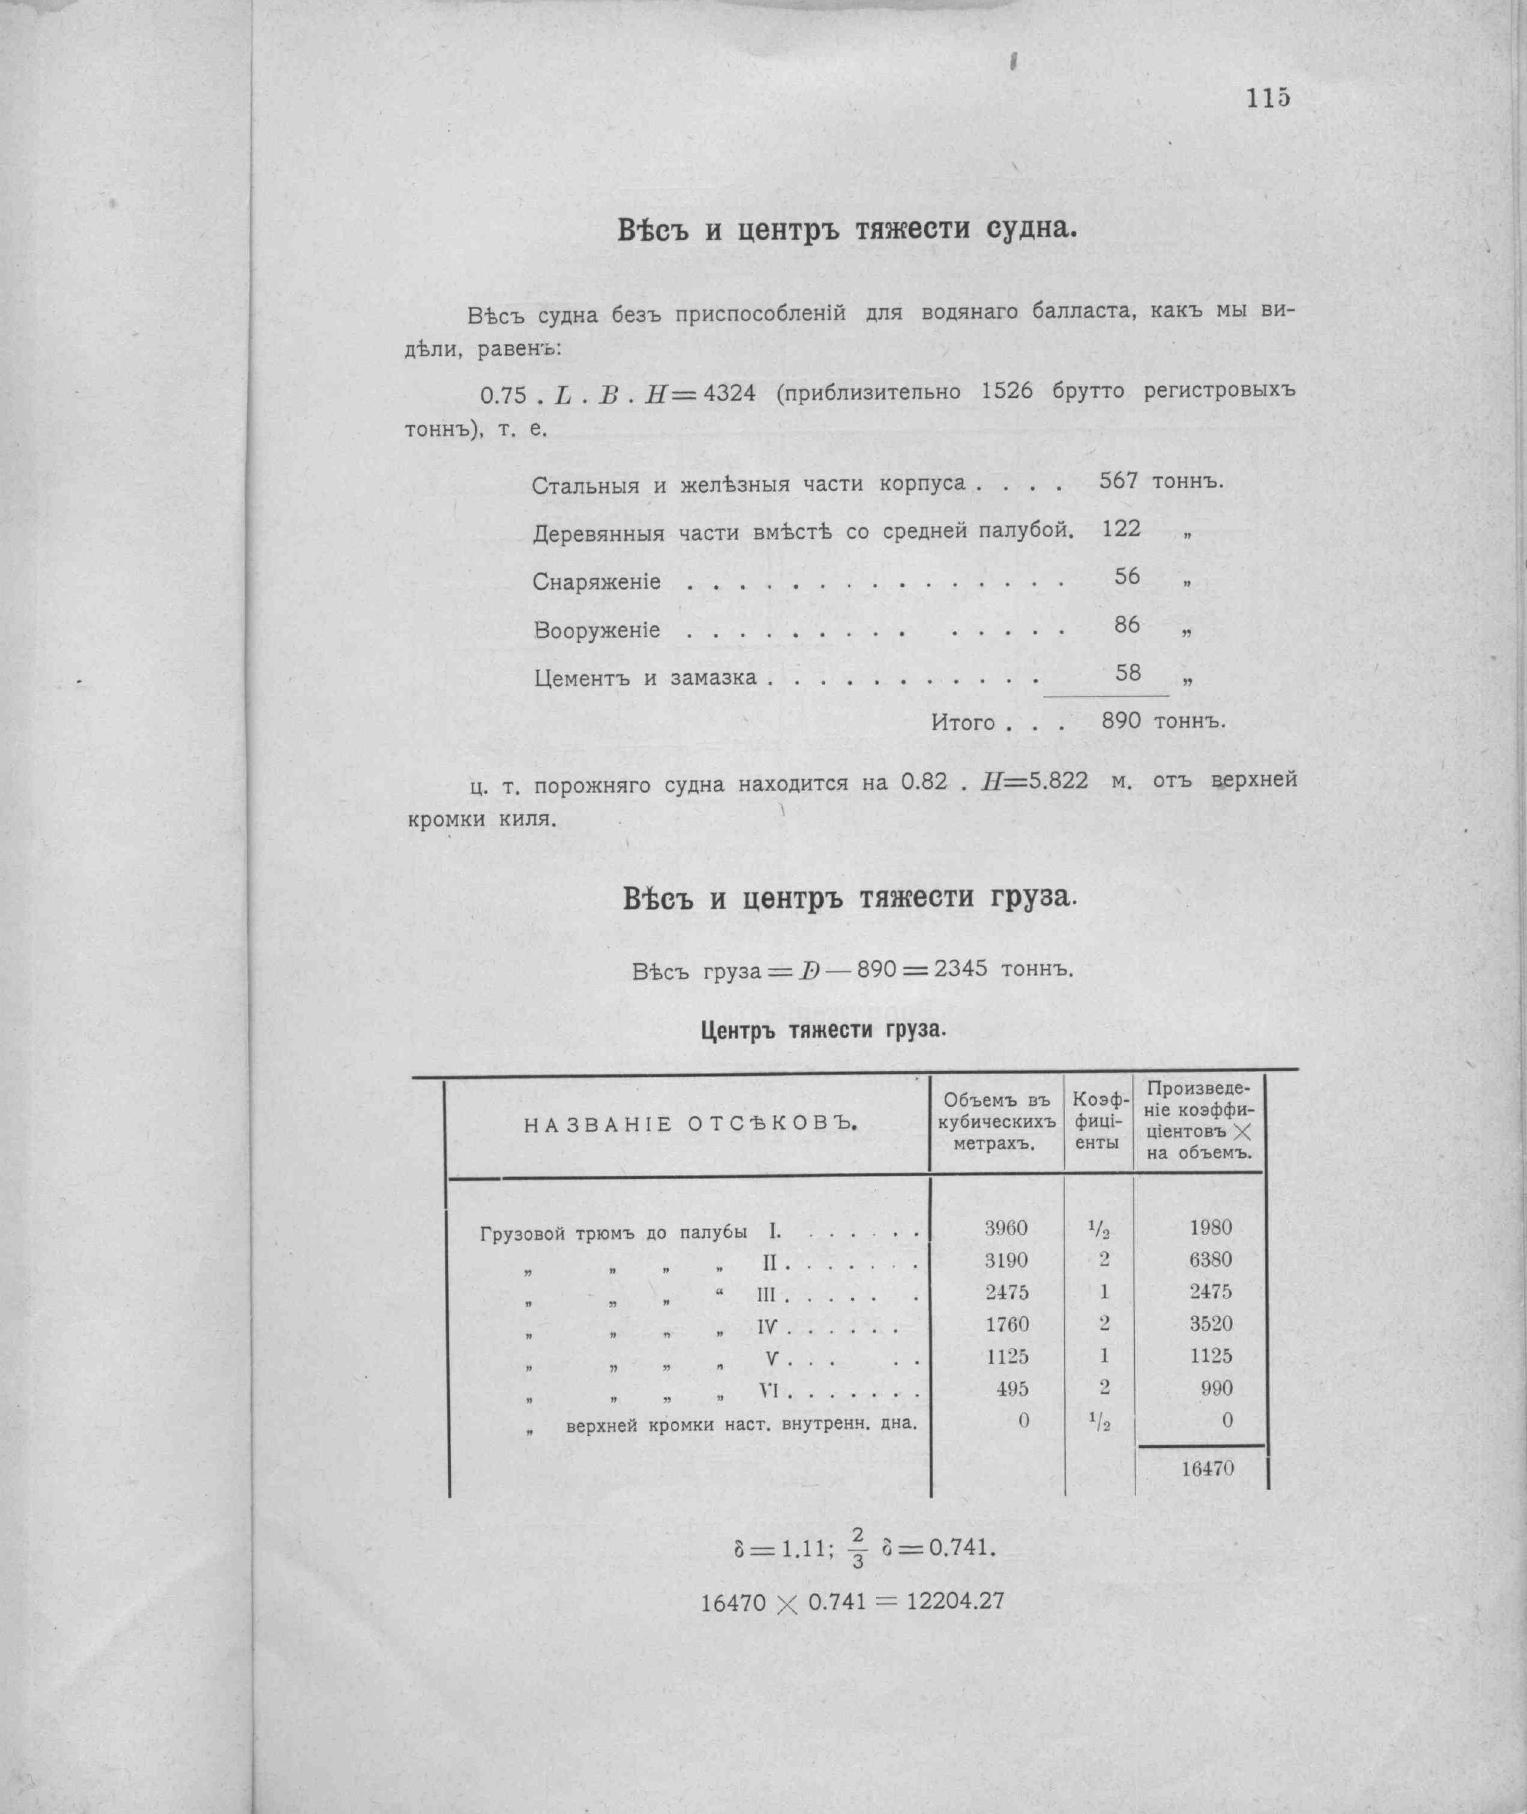 115
Вѣсъ и центръ тяжести судна.
Вѣсъ судна безъ приспособленій для водянаго балласта, какъ мы ви-
дѣли, равенъ:
0.75 . L . B . H = 4324 (приблизительно 1526 брутто регистровыхъ
тоннъ), т. е.
Стальныя и желѣзныя части корпуса . . . . 567 тоннъ.
Деревянныя части вмѣстѣ со средней палубой. 122 „
Снаряженіе . . . . . . . . . . . . . . . 56 „
Вооруженіе . . . . . . . . . . . . . . 86 „
Цементъ и замазка . . . . . . . . . . . 58 „
Итого . . . 890 тоннъ.
ц. т. порожняго судна находится на 0.82 . H=5.822 м. отъ верхней
кромки киля.
Вѣсъ и центръ тяжести груза.
Вѣсъ груза = D — 890 = 2345 тоннъ.
Центръ тяжести груза.
НАЗВАНІЕ ОТСѢКОВЪ.
Объемъ въ
кубическихъ
метрахъ.
Коэф-
фиці-
енты
Произведе-
ніе коэффи-
ціентовъ ×
на объемъ.
Грузовой трюмъ до палубы I. . . . . . . 3960 1/2 1980
„ „ „ „ II . . . . . . . 3190 2 6380
„ „ „ “ III . . . . . . 2475 1 2475
„ „ „ „ IV . . . . . . 1760 2 3520
„ „ „ „ V . . . . . 1125 1 1125
„ „ „ „ VI . . . . . . . 495 2 990
„ верхней кромки наст. внутренн. дна. 0 1/2 0
16470
δ = 1.11; 2/3 δ = 0.741.
16470 × 0.741 = 12204.27